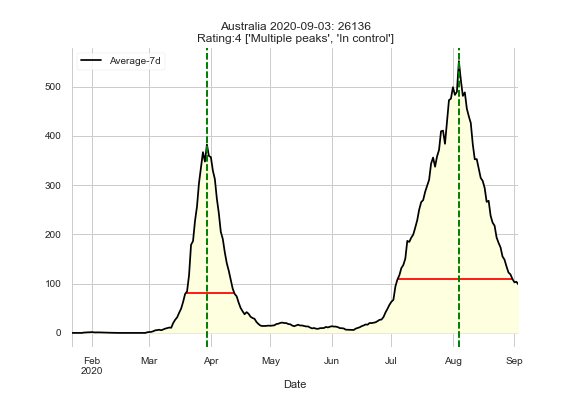 Australia 2020-09-03: 26136
Rating:4 ['Multiple peaks', 'In control']
Average-7d
500
400
300
200
100
0
Feb Mar Apr May Jun Jul Aug Sep
2020
Date